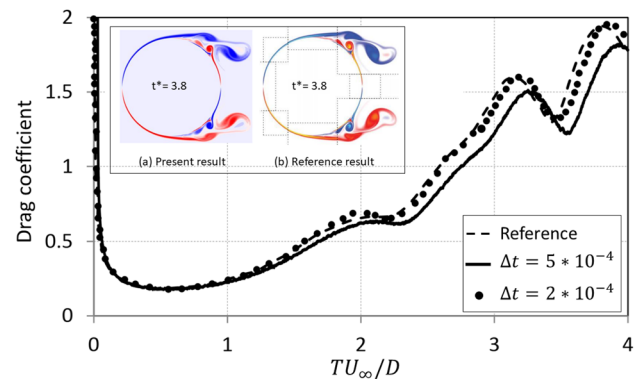 2
1.5
1
0.5
0
Drag coefficient
t*= 3.8
t*= 3.8
(a) Present result
(b) Reference result
Reference
Δt = 5 * 10⁻⁴
Δt = 2 * 10⁻⁴
0 1 2 3 4
TU∞/D